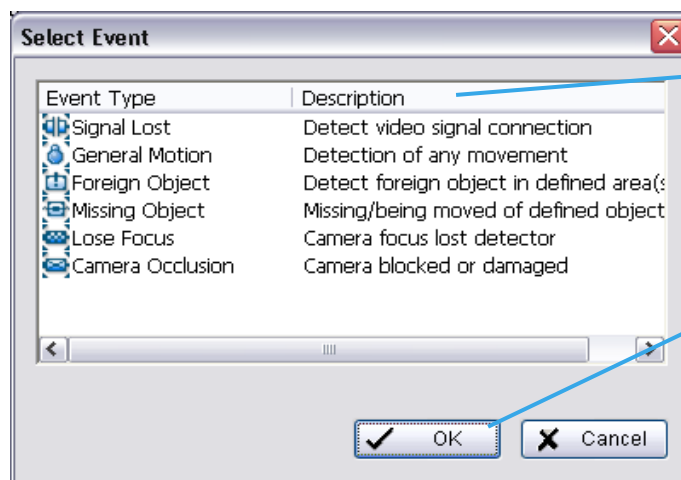 Select Event
Event Type Description
Signal Lost Detect video signal connection
General Motion Detection of any movement
Foreign Object Detect foreign object in defined area(s
Missing Object Missing/being moved of defined object
Lose Focus Camera focus lost detector
Camera Occlusion Camera blocked or damaged
OK Cancel